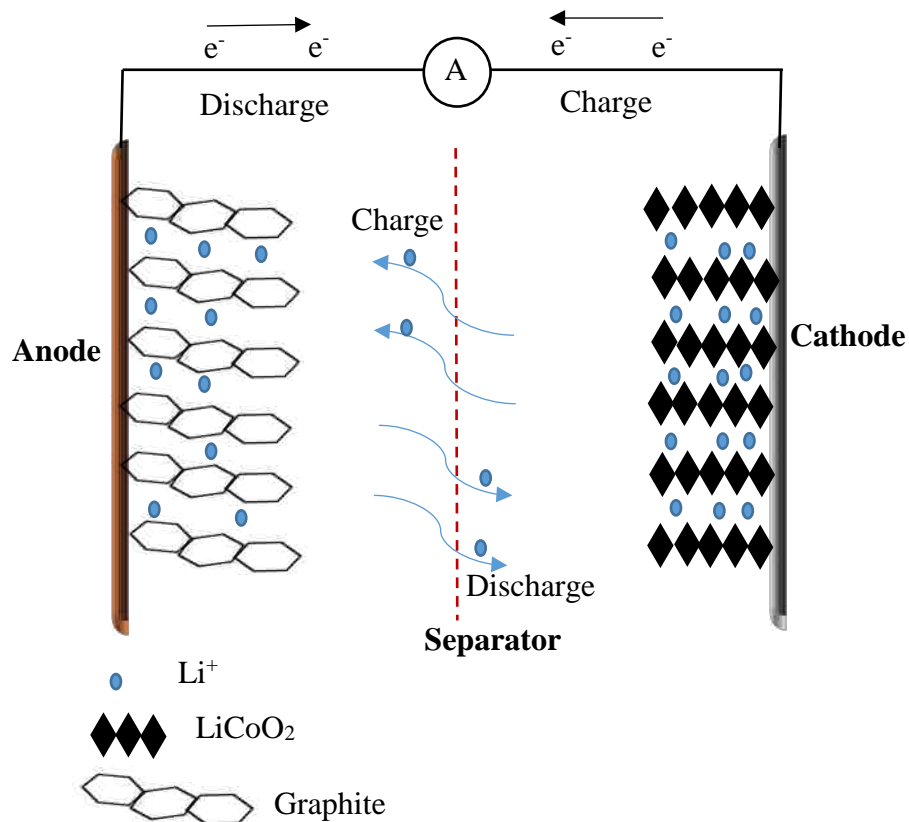 e⁻ e⁻ e⁻ e⁻
A
Discharge Charge
Charge
Anode
Cathode
Discharge
Separator
Li⁺
LiCoO₂
Graphite